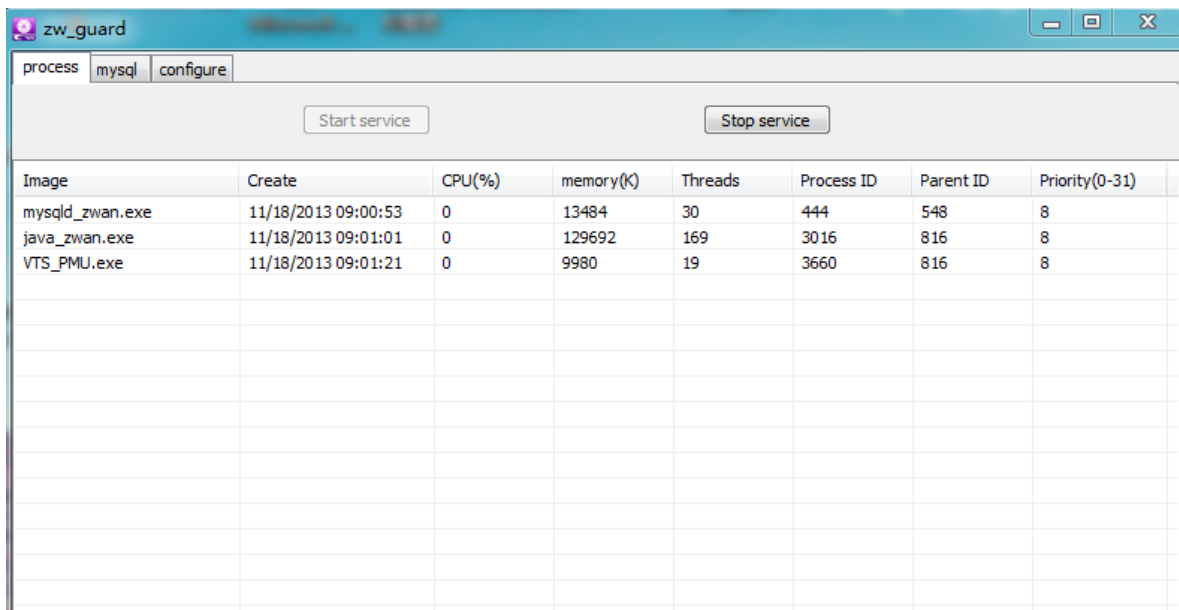 zw_guard
process mysql configure
Start service Stop service
Image Create CPU(%) memory(K) Threads Process ID Parent ID Priority(0-31)
mysqld_zwan.exe 11/18/2013 09:00:53 0 13484 30 444 548 8
java_zwan.exe 11/18/2013 09:01:01 0 129692 169 3016 816 8
VTS_PMU.exe 11/18/2013 09:01:21 0 9980 19 3660 816 8